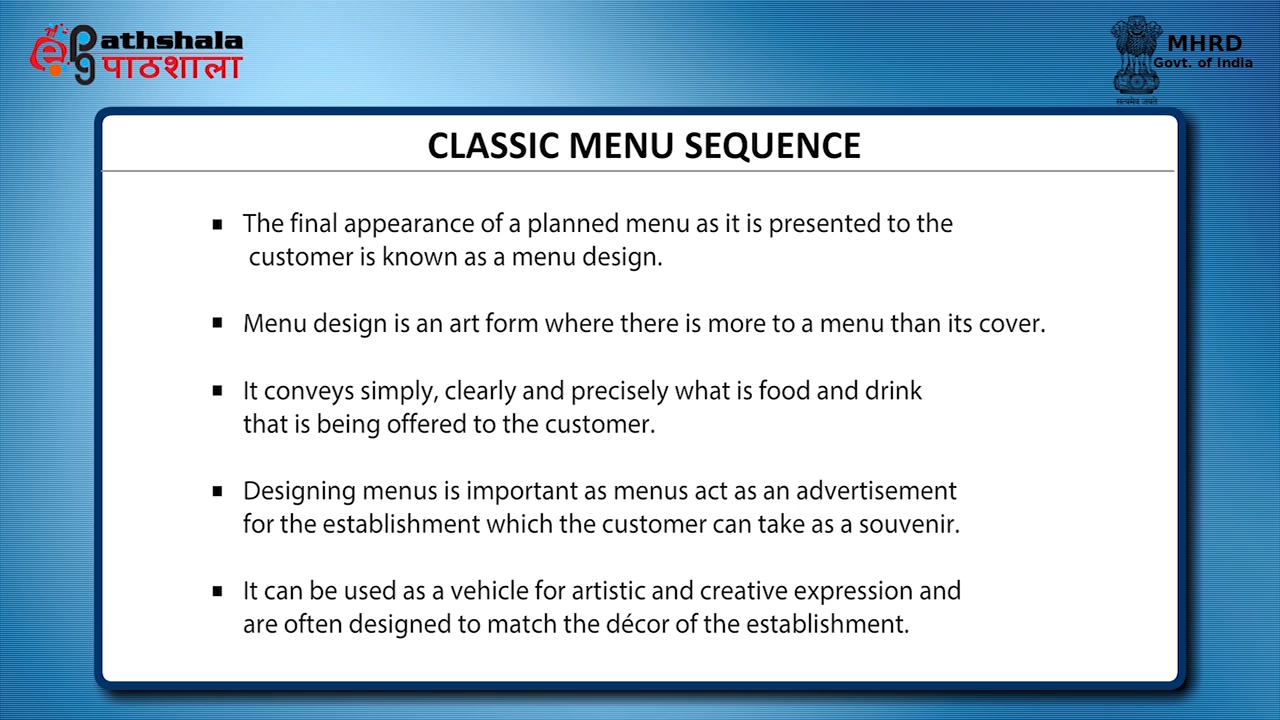 ePathshala
pg पाठशाला
MHRD
Govt. of India
सत्यमेव जयते
CLASSIC MENU SEQUENCE
▪ The final appearance of a planned menu as it is presented to the
customer is known as a menu design.
▪ Menu design is an art form where there is more to a menu than its cover.
▪ It conveys simply, clearly and precisely what is food and drink
that is being offered to the customer.
▪ Designing menus is important as menus act as an advertisement
for the establishment which the customer can take as a souvenir.
▪ It can be used as a vehicle for artistic and creative expression and
are often designed to match the décor of the establishment.